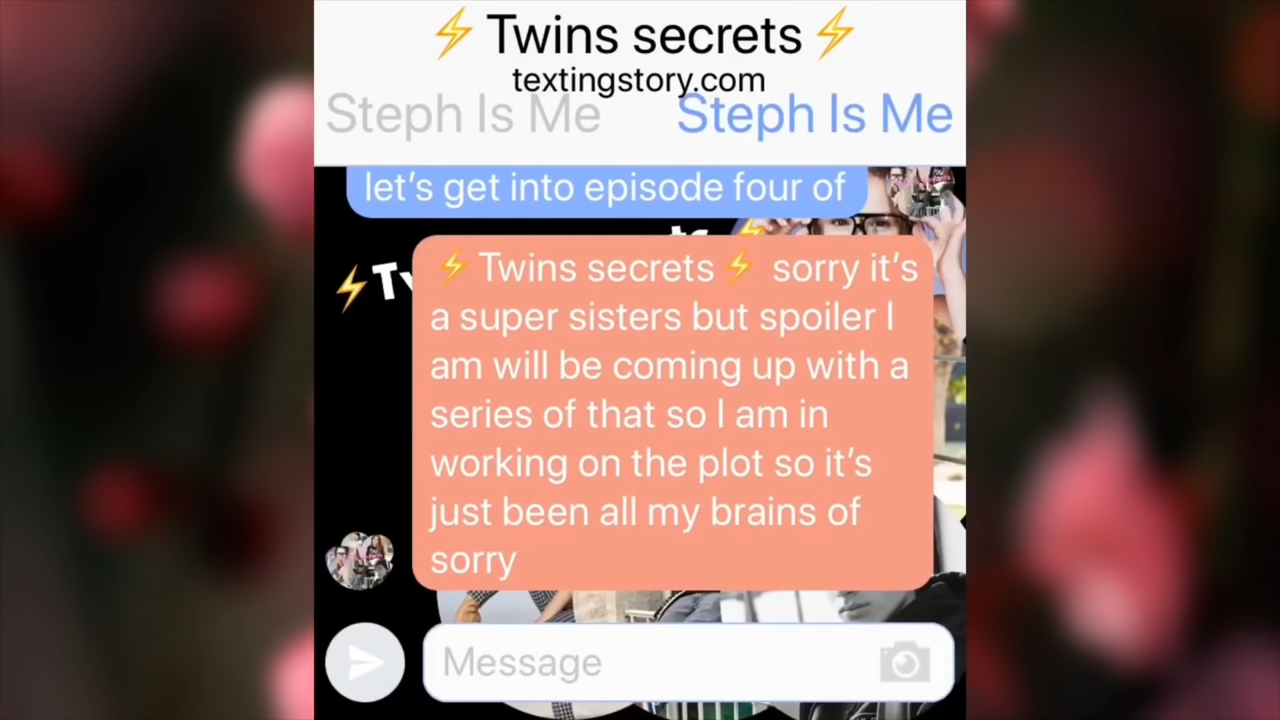 ⚡ Twins secrets ⚡
textingstory.com
Steph Is Me Steph Is Me
let's get into episode four of
⚡ Twins secrets ⚡ sorry it's
a super sisters but spoiler I
am will be coming up with a
series of that so I am in
working on the plot so it's
just been all my brains of
sorry
Message